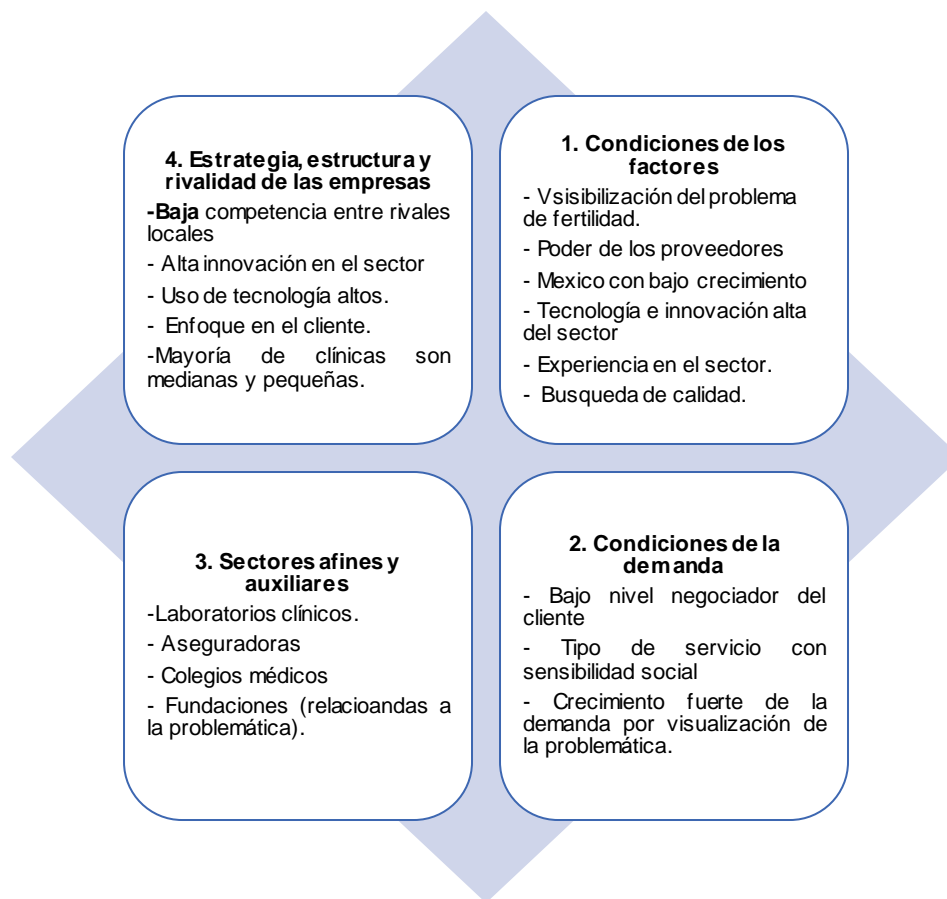 4. Estrategia, estructura y
rivalidad de las empresas
-Baja competencia entre rivales
locales
- Alta innovación en el sector
- Uso de tecnología altos.
- Enfoque en el cliente.
-Mayoría de clínicas son
medianas y pequeñas.
1. Condiciones de los
factores
- Vsisibilización del problema
de fertilidad.
- Poder de los proveedores
- Mexico con bajo crecimiento
- Tecnología e innovación alta
del sector
- Experiencia en el sector.
- Busqueda de calidad.
3. Sectores afines y
auxiliares
-Laboratorios clínicos.
- Aseguradoras
- Colegios médicos
- Fundaciones (relacioandas a
la problemática).
2. Condiciones de la
demanda
- Bajo nivel negociador del
cliente
- Tipo de servicio con
sensibilidad social
- Crecimiento fuerte de la
demanda por visualización de
la problemática.